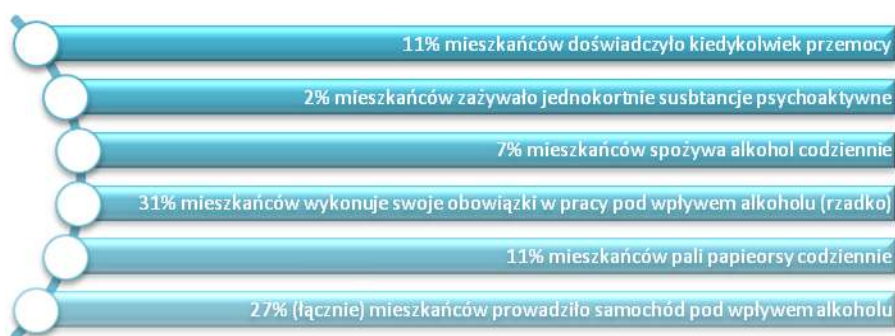 11% mieszkańców doświadczyło kiedykolwiek przemocy
2% mieszkańców zażywało jednokortnie susbtancje psychoaktywne
7% mieszkańców spożywa alkohol codziennie
31% mieszkańców wykonuje swoje obowiązki w pracy pod wpływem alkoholu (rzadko)
11% mieszkańców pali papieorsy codziennie
27% (łącznie) mieszkańców prowadziło samochód pod wpływem alkoholu